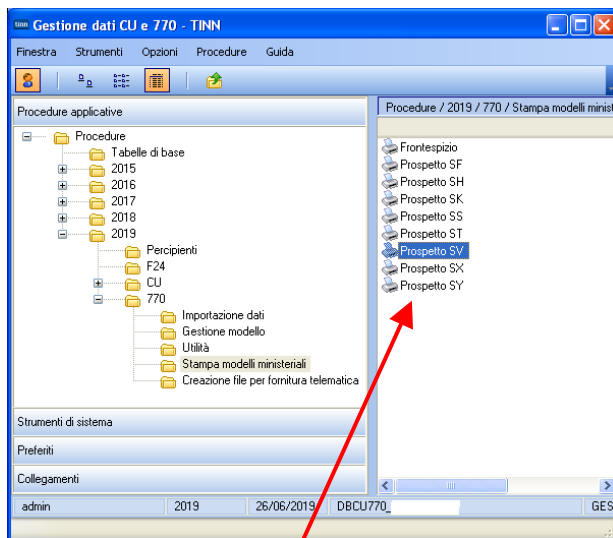 tinn Gestione dati CU e 770 - TINN
Finestra Strumenti Opzioni Procedure Guida
Procedure applicative
Procedure
Tabelle di base
2015
2016
2017
2018
2019
Percipienti
F24
CU
770
Importazione dati
Gestione modello
Utilità
Stampa modelli ministeriali
Creazione file per fornitura telematica
Strumenti di sistema
Preferiti
Collegamenti
Procedure / 2019 / 770 / Stampa modelli minist
Frontespizio
Prospetto SF
Prospetto SH
Prospetto SK
Prospetto SS
Prospetto ST
Prospetto SV
Prospetto SX
Prospetto SY
admin 2019 26/06/2019 DBCU770_ GES